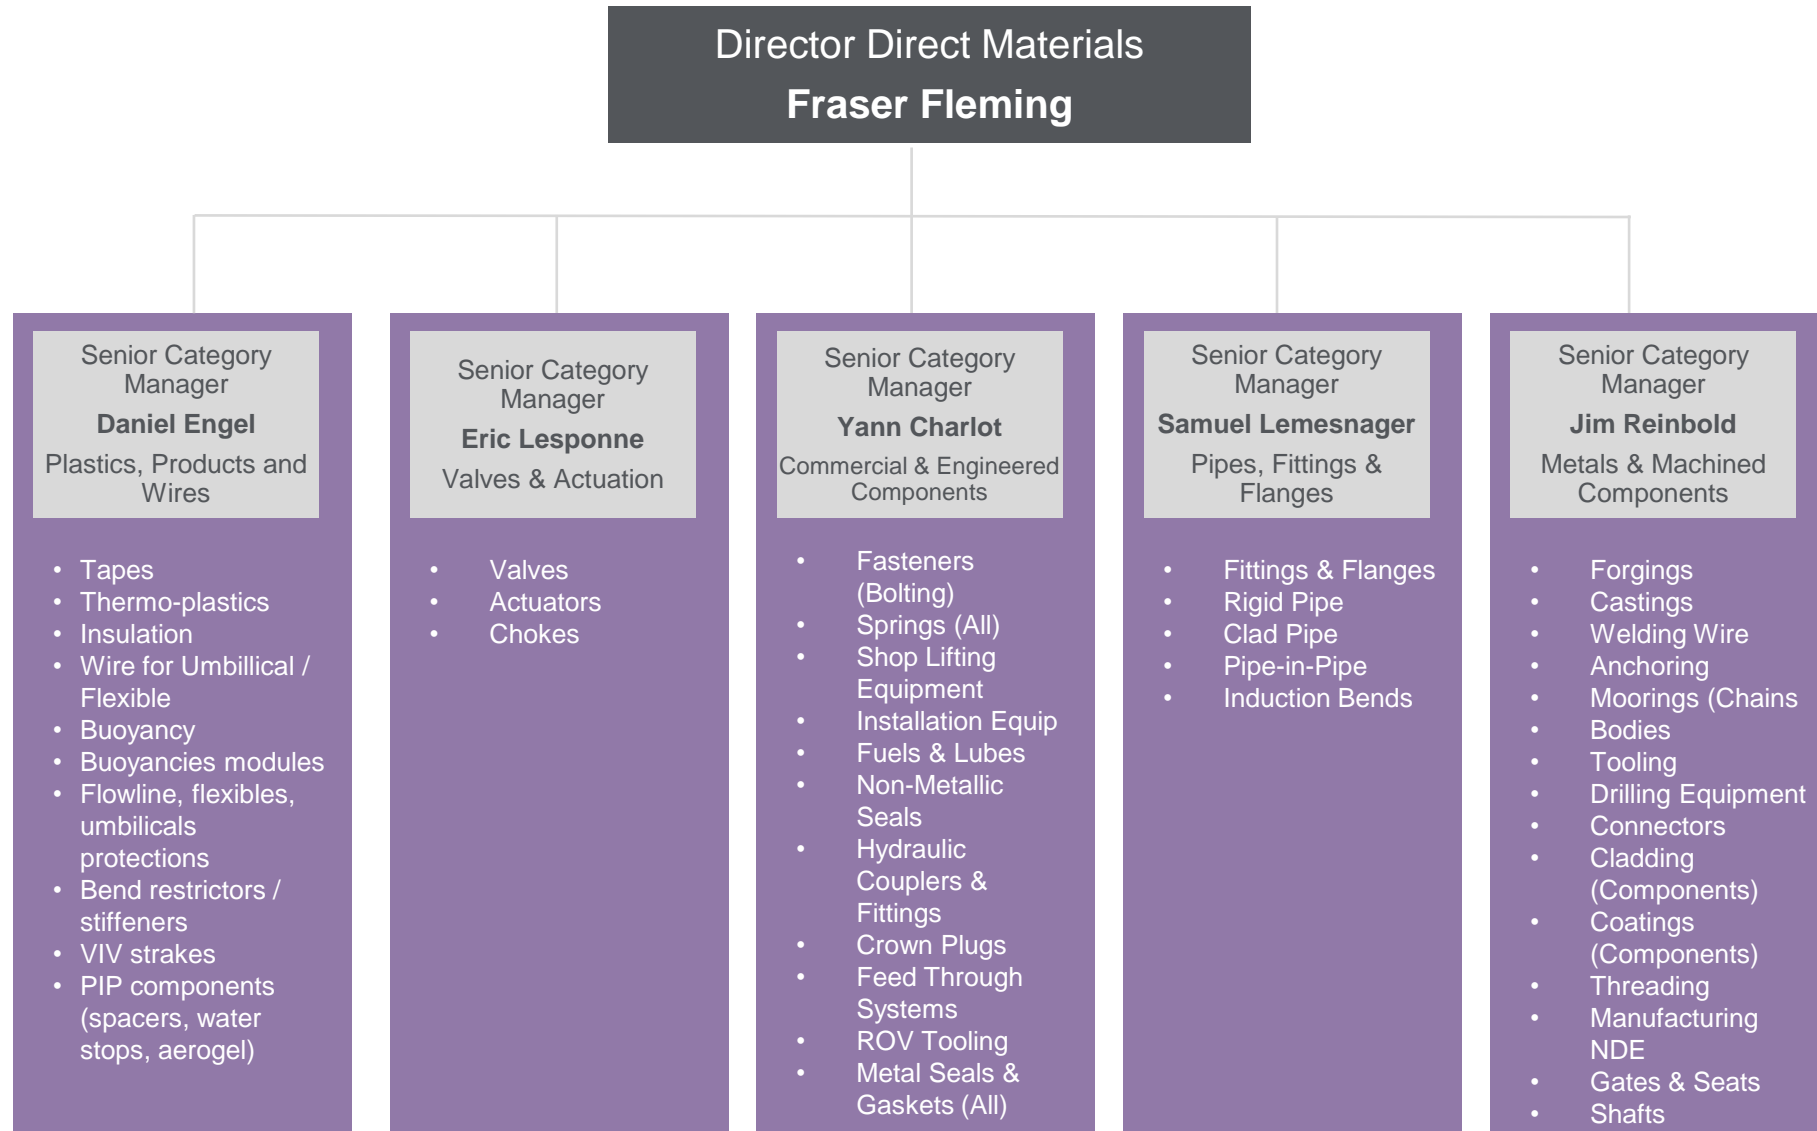 Director Direct Materials
Fraser Fleming
Senior Category
Manager
Daniel Engel
Plastics, Products and
Wires
• Tapes
• Thermo-plastics
• Insulation
• Wire for Umbillical /
Flexible
• Buoyancy
• Buoyancies modules
• Flowline, flexibles,
umbilicals
protections
• Bend restrictors /
stiffeners
• VIV strakes
• PIP components
(spacers, water
stops, aerogel)
Senior Category
Manager
Eric Lesponne
Valves & Actuation
• Valves
• Actuators
• Chokes
Senior Category
Manager
Yann Charlot
Commercial & Engineered
Components
• Fasteners
(Bolting)
• Springs (All)
• Shop Lifting
Equipment
• Installation Equip
• Fuels & Lubes
• Non-Metallic
Seals
• Hydraulic
Couplers &
Fittings
• Crown Plugs
• Feed Through
Systems
• ROV Tooling
• Metal Seals &
Gaskets (All)
Senior Category
Manager
Samuel Lemesnager
Pipes, Fittings &
Flanges
• Fittings & Flanges
• Rigid Pipe
• Clad Pipe
• Pipe-in-Pipe
• Induction Bends
Senior Category
Manager
Jim Reinbold
Metals & Machined
Components
• Forgings
• Castings
• Welding Wire
• Anchoring
• Moorings (Chains
• Bodies
• Tooling
• Drilling Equipment
• Connectors
• Cladding
(Components)
• Coatings
(Components)
• Threading
• Manufacturing
NDE
• Gates & Seats
• Shafts